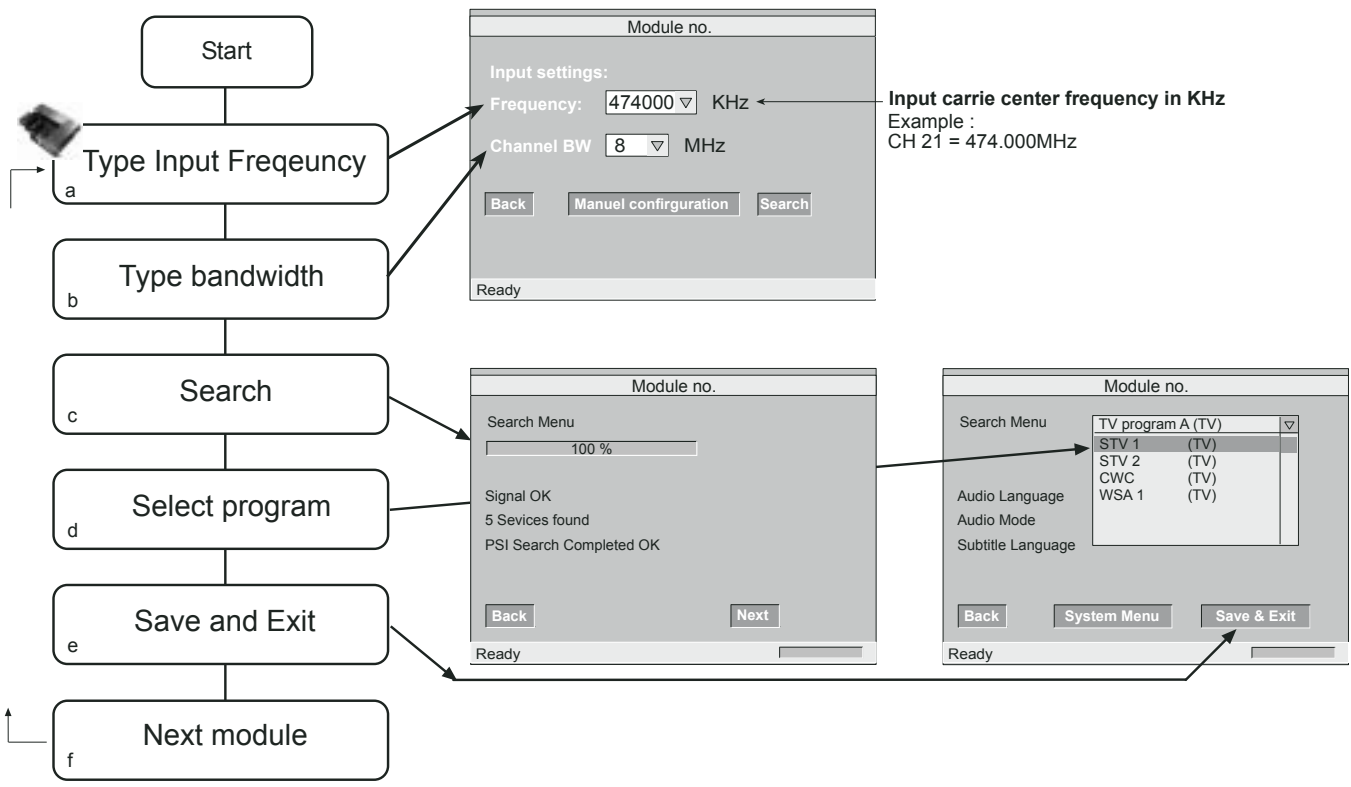 Start
Type Input Freqeuncy
a
Type bandwidth
b
Search
c
Select program
d
Save and Exit
e
Next module
f
Module no.
Input settings:
Frequency: 474000 KHz
Channel BW 8 MHz
Back Manuel confirguration Search
Ready
Input carrie center frequency in KHz
Example :
CH 21 = 474.000MHz
Module no.
Search Menu
100 %
Signal OK
5 Sevices found
PSI Search Completed OK
Back Next
Ready
Module no.
Search Menu TV program A (TV)
STV 1 (TV)
STV 2 (TV)
CWC (TV)
WSA 1 (TV)
Audio Language
Audio Mode
Subtitle Language
Back System Menu Save & Exit
Ready